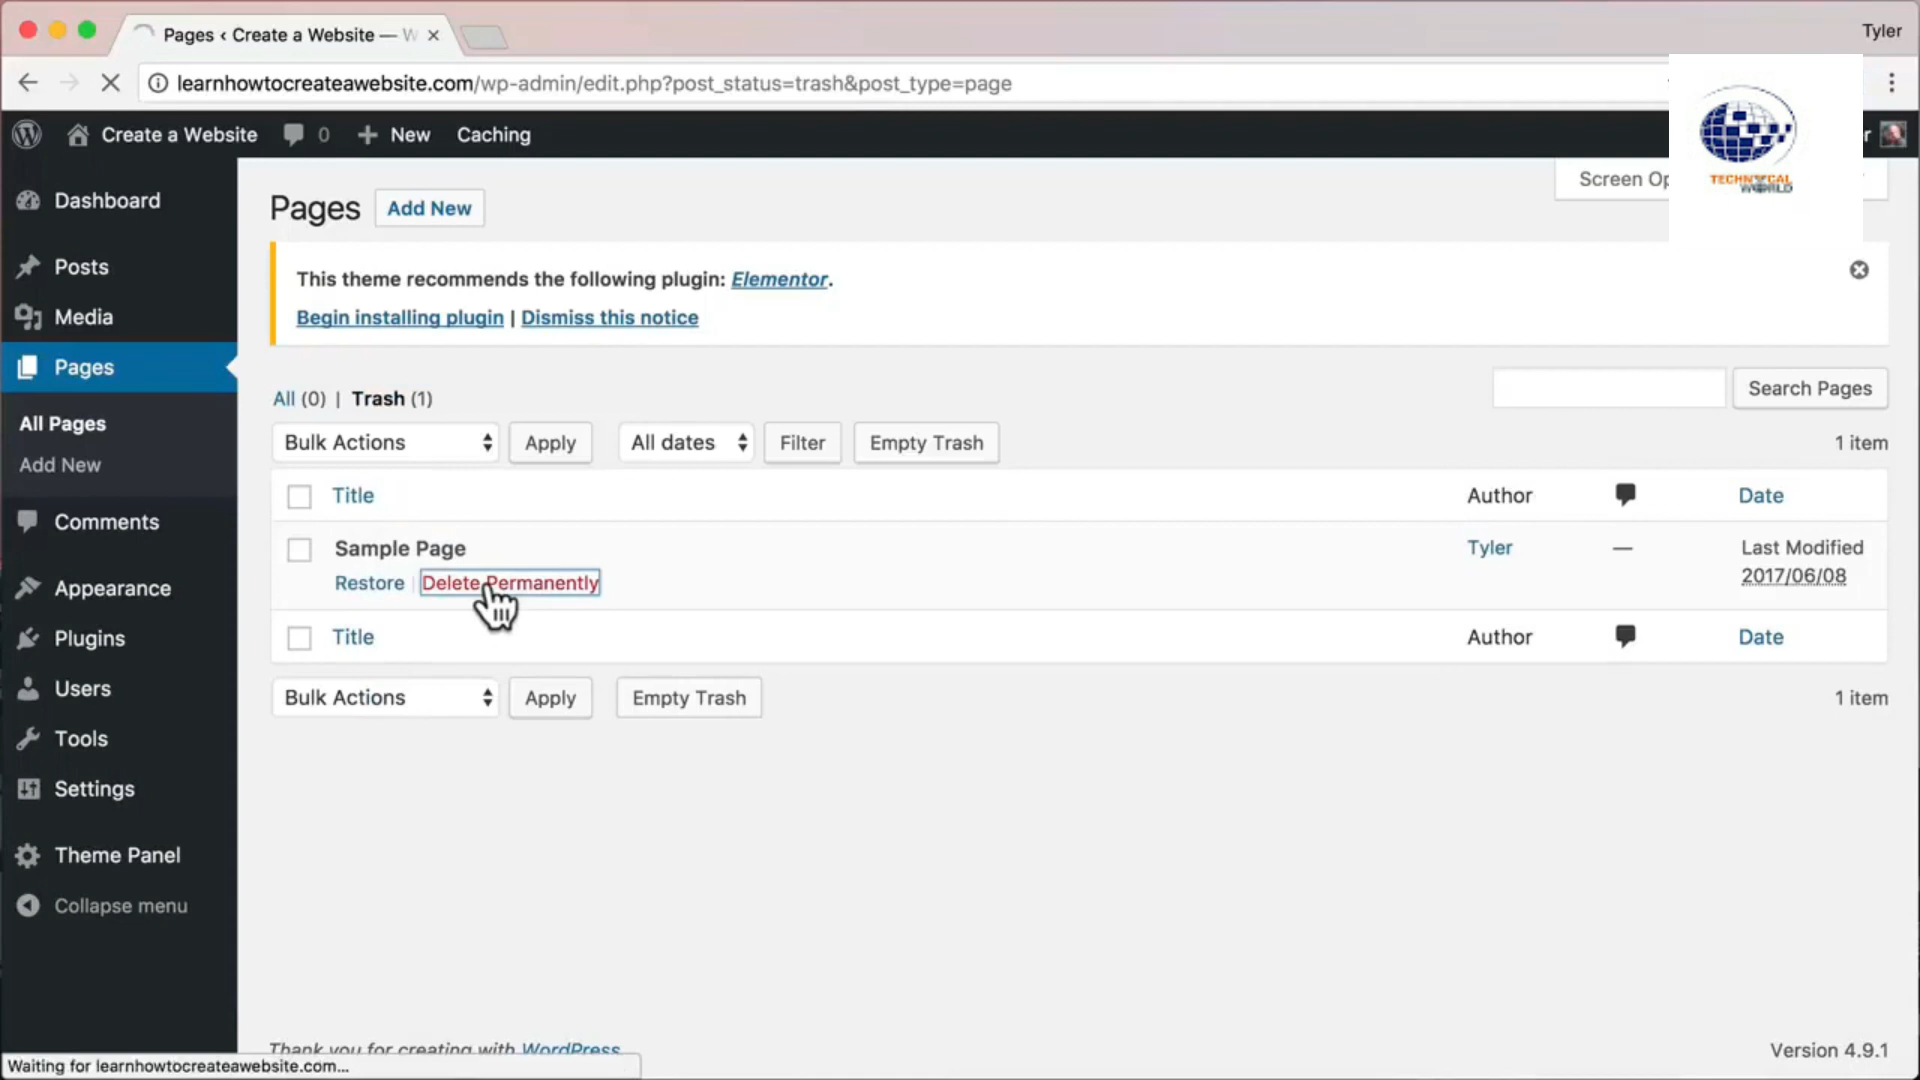 Pages ‹ Create a Website — W
Tyler
learnhowtocreateawebsite.com/wp-admin/edit.php?post_status=trash&post_type=page
Create a Website 0 New Caching
r
TECHNICAL
WORLD
Dashboard
Posts
Media
Pages
All Pages
Add New
Comments
Appearance
Plugins
Users
Tools
Settings
Theme Panel
Collapse menu
Screen Op
Pages Add New
This theme recommends the following plugin: Elementor.
Begin installing plugin | Dismiss this notice
All (0) | Trash (1)
Search Pages
Bulk Actions Apply All dates Filter Empty Trash 1 item
Title Author Date
Sample Page Tyler — Last Modified
2017/06/08
Restore | Delete Permanently
Title Author Date
Bulk Actions Apply Empty Trash 1 item
Thank you for creating with WordPress
Version 4.9.1
Waiting for learnhowtocreateawebsite.com...